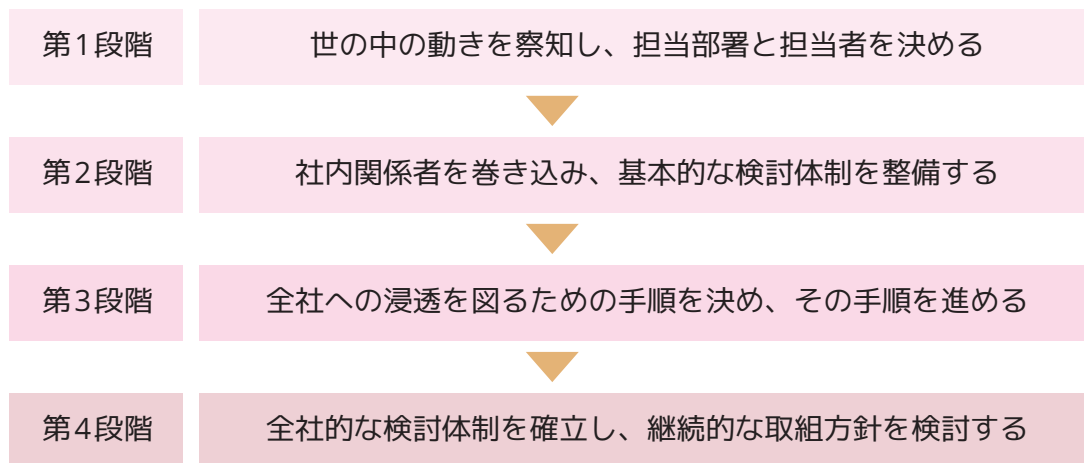 第1段階
世の中の動きを察知し、担当部署と担当者を決める
第2段階
社内関係者を巻き込み、基本的な検討体制を整備する
第3段階
全社への浸透を図るための手順を決め、その手順を進める
第4段階
全社的な検討体制を確立し、継続的な取組方針を検討する